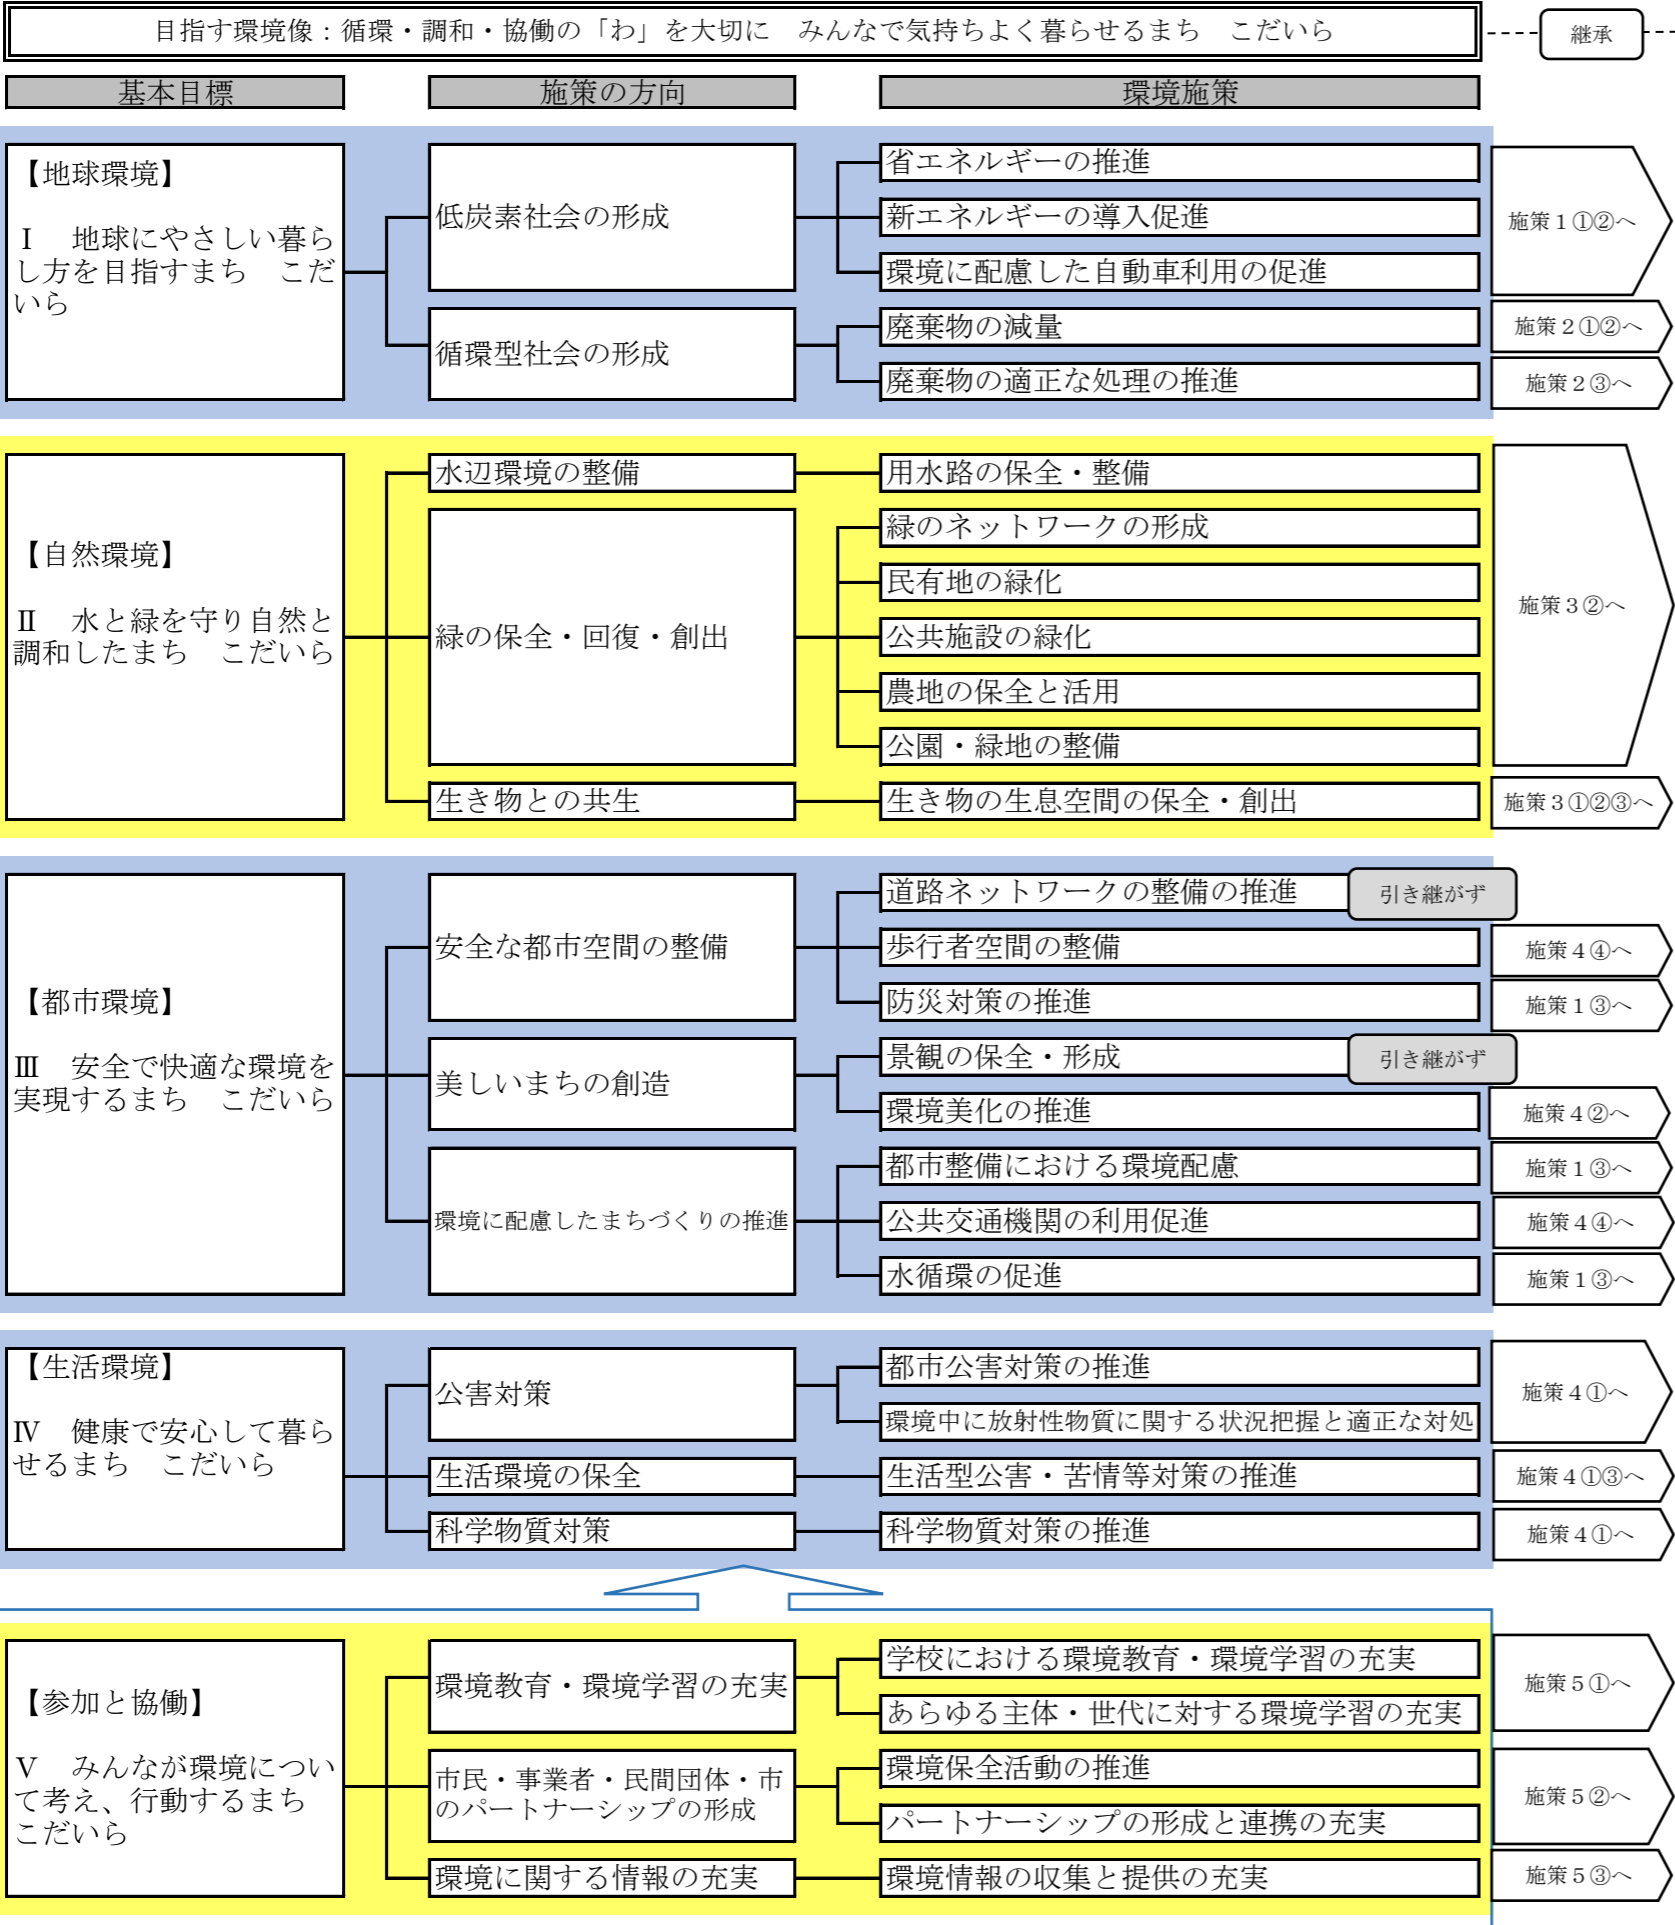 目指す環境像：循環・調和・協働の「わ」を大切に　みんなで気持ちよく暮らせるまち　こだいら
継承
基本目標
施策の方向
環境施策
【地球環境】
Ⅰ　地球にやさしい暮ら
し方を目指すまち　こだ
いら
低炭素社会の形成
省エネルギーの推進
新エネルギーの導入促進
環境に配慮した自動車利用の促進
施策１①②へ
循環型社会の形成
廃棄物の減量
施策２①②へ
廃棄物の適正な処理の推進
施策２③へ
【自然環境】
Ⅱ　水と緑を守り自然と
調和したまち　こだいら
水辺環境の整備
用水路の保全・整備
緑の保全・回復・創出
緑のネットワークの形成
民有地の緑化
公共施設の緑化
農地の保全と活用
公園・緑地の整備
施策３②へ
生き物との共生
生き物の生息空間の保全・創出
施策３①②③へ
【都市環境】
Ⅲ　安全で快適な環境を
実現するまち　こだいら
安全な都市空間の整備
道路ネットワークの整備の推進
引き継がず
歩行者空間の整備
施策４④へ
防災対策の推進
施策１③へ
美しいまちの創造
景観の保全・形成
引き継がず
環境美化の推進
施策４②へ
環境に配慮したまちづくりの推進
都市整備における環境配慮
施策１③へ
公共交通機関の利用促進
施策４④へ
水循環の促進
施策１③へ
【生活環境】
Ⅳ　健康で安心して暮ら
せるまち　こだいら
公害対策
都市公害対策の推進
環境中に放射性物質に関する状況把握と適正な対処
施策４①へ
生活環境の保全
生活型公害・苦情等対策の推進
施策４①③へ
科学物質対策
科学物質対策の推進
施策４①へ
【参加と協働】
Ⅴ　みんなが環境につい
て考え、行動するまち
こだいら
環境教育・環境学習の充実
学校における環境教育・環境学習の充実
あらゆる主体・世代に対する環境学習の充実
施策５①へ
市民・事業者・民間団体・市
のパートナーシップの形成
環境保全活動の推進
パートナーシップの形成と連携の充実
施策５②へ
環境に関する情報の充実
環境情報の収集と提供の充実
施策５③へ